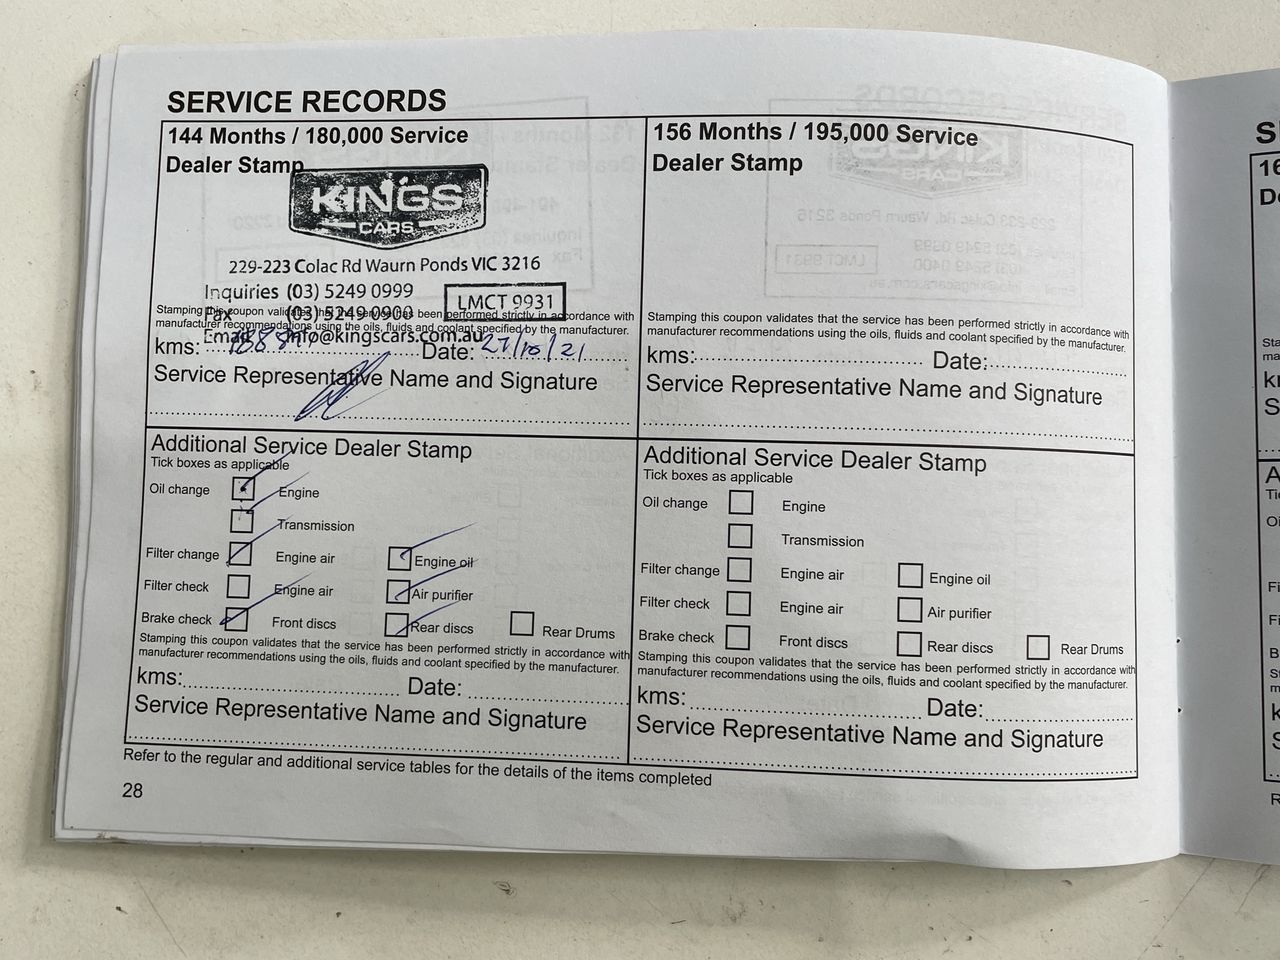 SERVICE RECORDS
144 Months / 180,000 Service
Dealer Stamp
KINGS
CARS
229-223 Colac Rd Waurn Ponds VIC 3216
Inquiries (03) 5249 0999
LMCT 9931
Fax (03) 5249 0900
Email info@kingscars.com.au
Stamping this coupon validates that the service has been performed strictly in accordance with
manufacturer recommendations using the oils, fluids and coolant specified by the manufacturer.
kms: Date: 27/10/21
Service Representative Name and Signature
Additional Service Dealer Stamp
Tick boxes as applicable
Oil change Engine
Transmission
Filter change Engine air Engine oil
Filter check Engine air Air purifier
Brake check Front discs Rear discs Rear Drums
Stamping this coupon validates that the service has been performed strictly in accordance with
manufacturer recommendations using the oils, fluids and coolant specified by the manufacturer.
kms: Date:
Service Representative Name and Signature
156 Months / 195,000 Service
Dealer Stamp
Stamping this coupon validates that the service has been performed strictly in accordance with
manufacturer recommendations using the oils, fluids and coolant specified by the manufacturer.
kms: Date:
Service Representative Name and Signature
Additional Service Dealer Stamp
Tick boxes as applicable
Oil change Engine
Transmission
Filter change Engine air Engine oil
Filter check Engine air Air purifier
Brake check Front discs Rear discs Rear Drums
Stamping this coupon validates that the service has been performed strictly in accordance with
manufacturer recommendations using the oils, fluids and coolant specified by the manufacturer.
kms: Date:
Service Representative Name and Signature
Refer to the regular and additional service tables for the details of the items completed
28